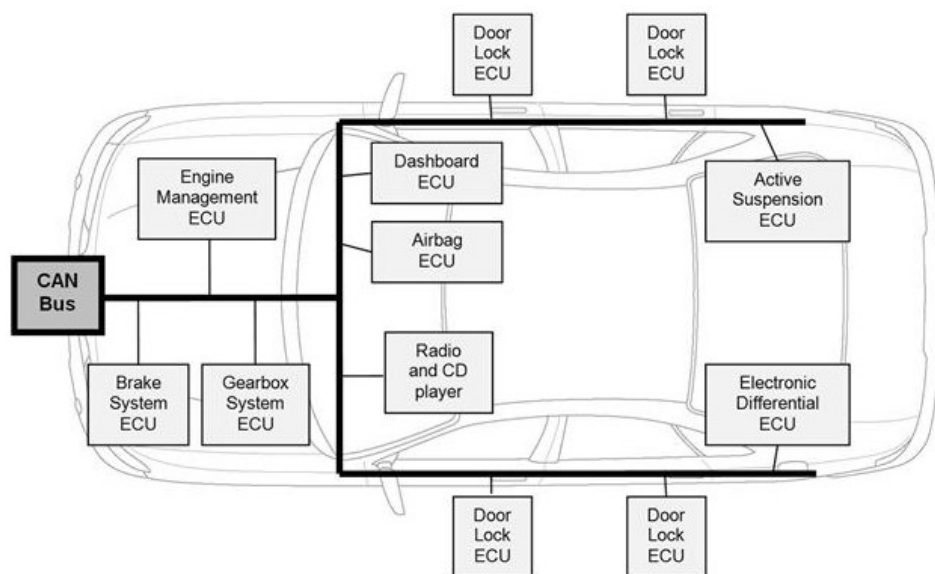 Door
Lock
ECU
Door
Lock
ECU
Engine
Management
ECU
Dashboard
ECU
Active
Suspension
ECU
Airbag
ECU
CAN
Bus
Brake
System
ECU
Gearbox
System
ECU
Radio
and CD
player
Electronic
Differential
ECU
Door
Lock
ECU
Door
Lock
ECU